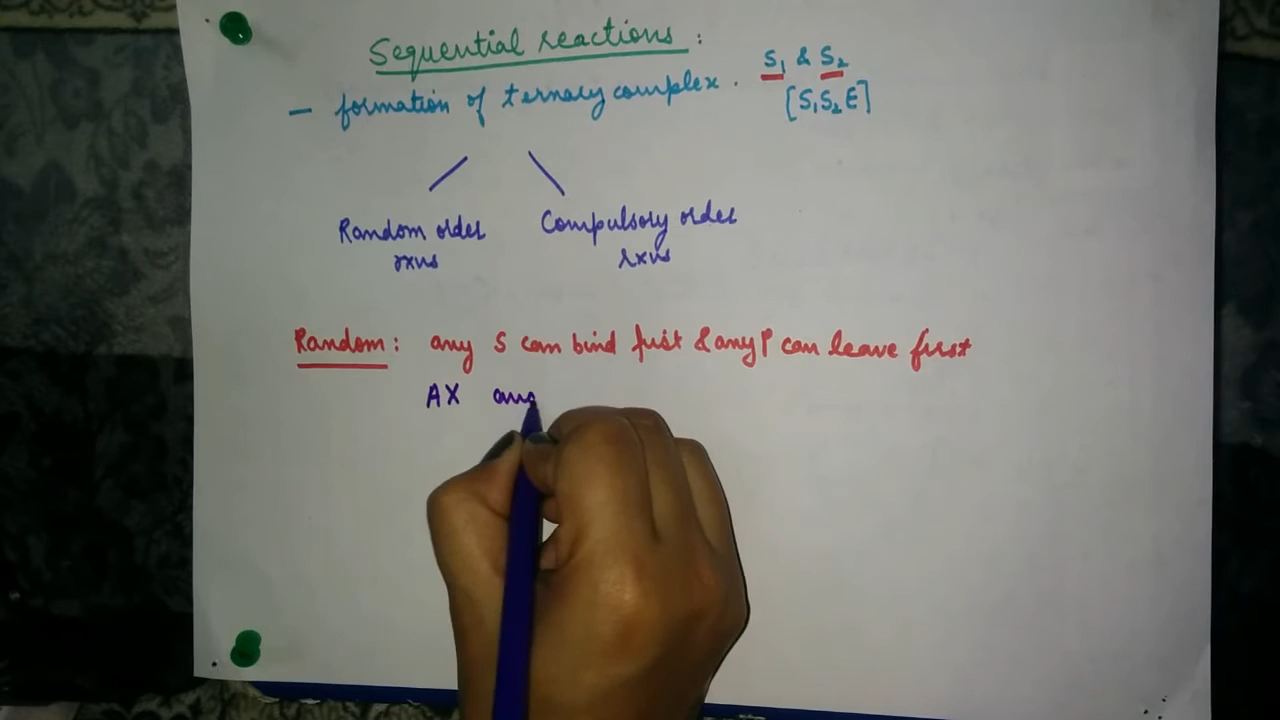 Sequential reactions :
– formation of ternary complex . S1 & S2
[S1S2E]
Random order rxns
Compulsory order rxns
Random : any S can bind first & any P can leave first
AX and